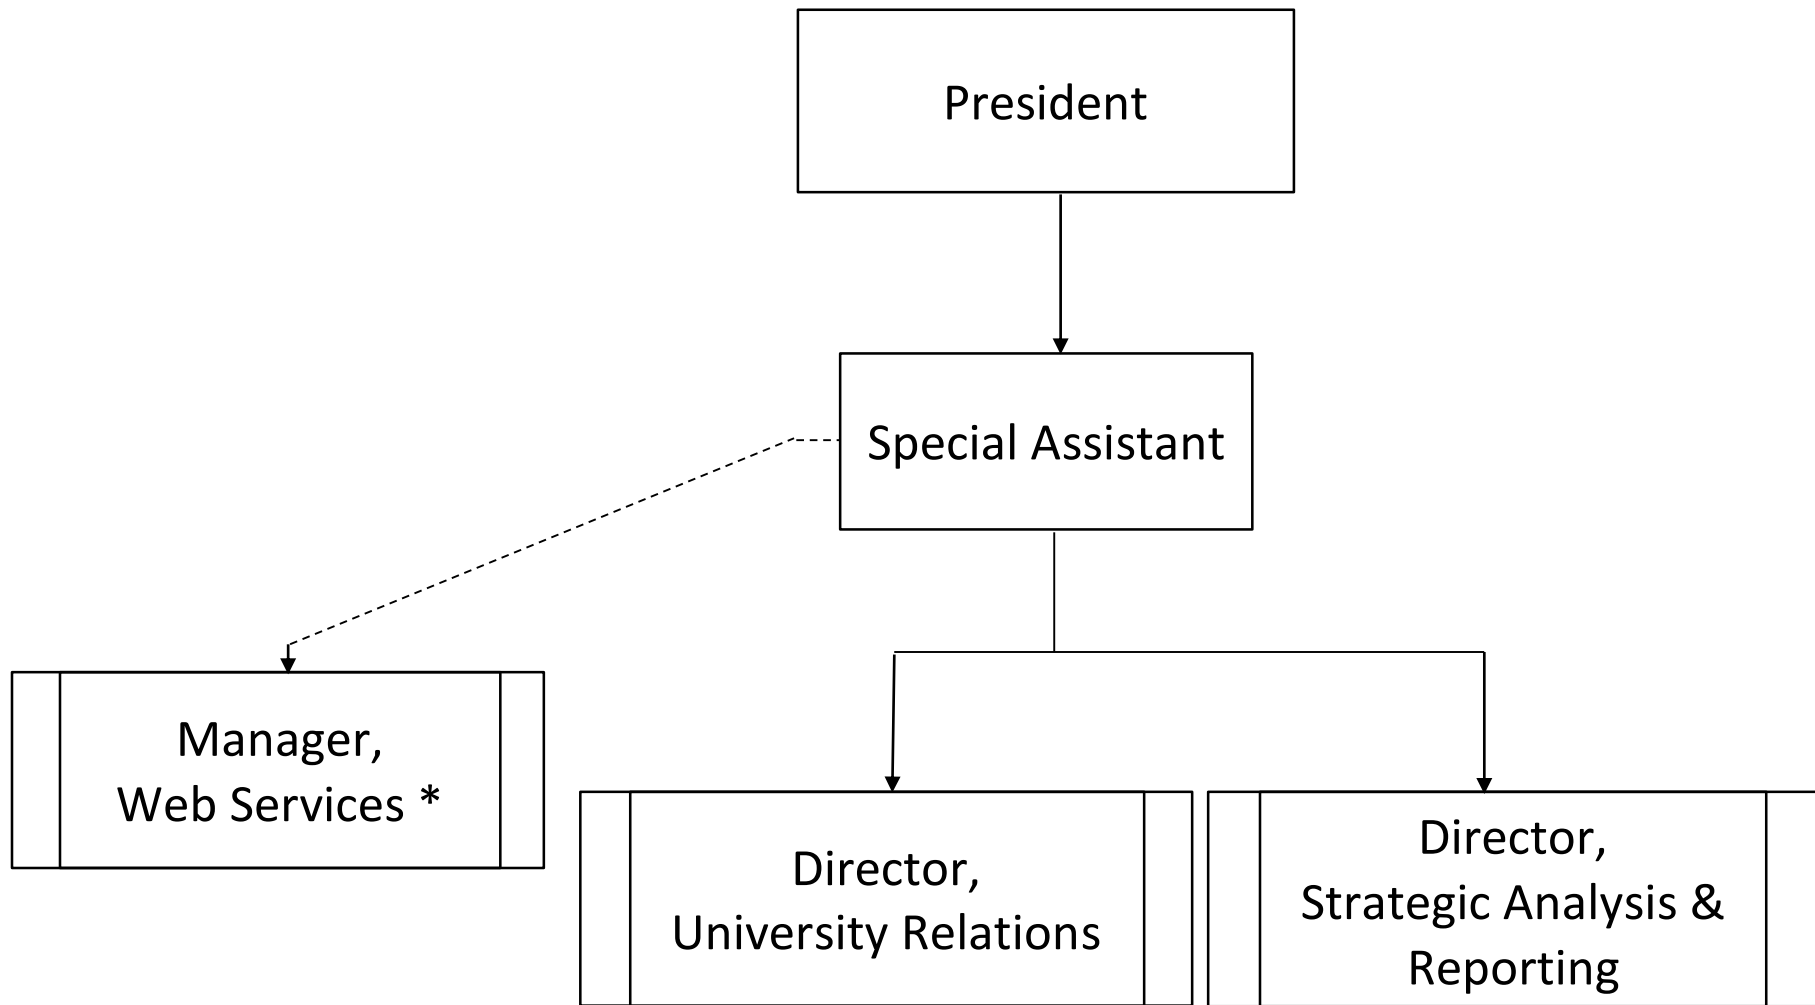 President
Special Assistant
Manager,
Web Services *
Director,
University Relations
Director,
Strategic Analysis &
Reporting